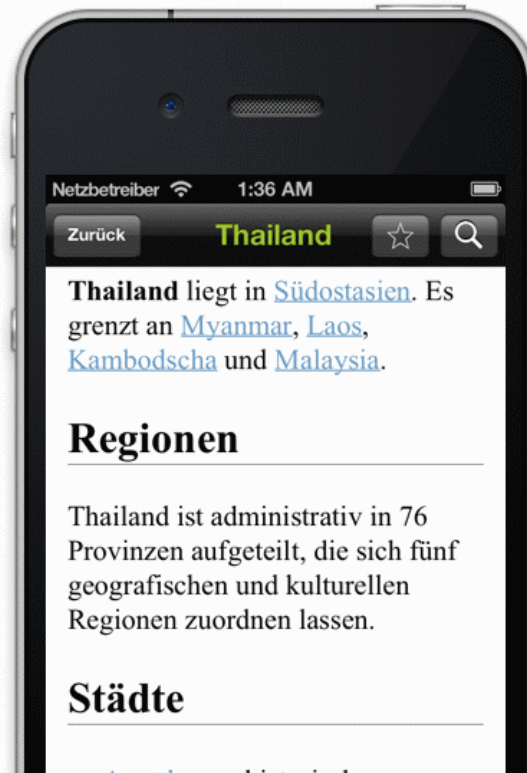 Netzbetreiber 1:36 AM
Zurück Thailand
Thailand liegt in Südostasien. Es
grenzt an Myanmar, Laos,
Kambodscha und Malaysia.
Regionen
Thailand ist administrativ in 76
Provinzen aufgeteilt, die sich fünf
geografischen und kulturellen
Regionen zuordnen lassen.
Städte